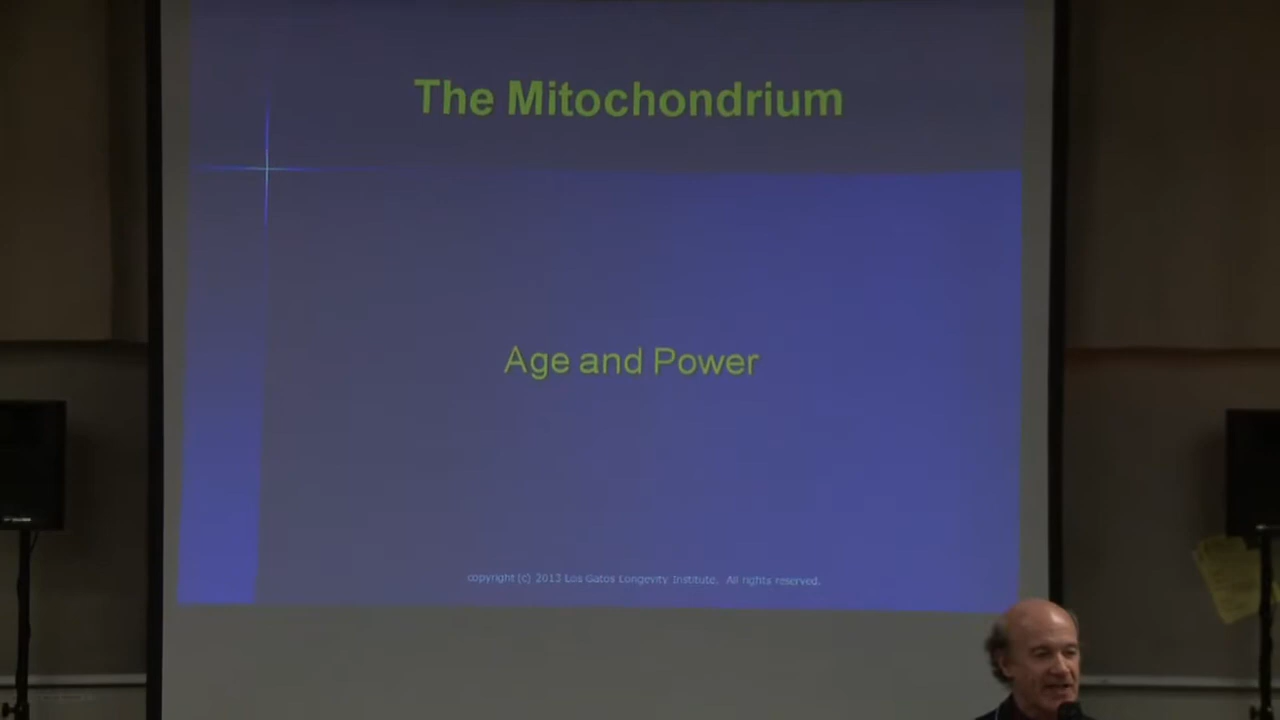 The Mitochondrium
Age and Power
copyright (c) 2013 Los Gatos Longevity Institute. All rights reserved.